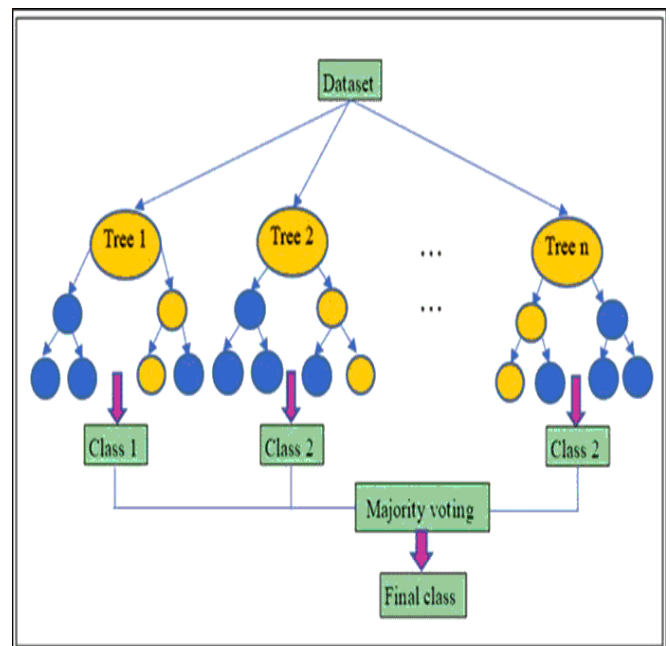 Dataset
Tree 1
Tree 2
...
Tree n
...
Class 1
Class 2
Class 2
Majority voting
Final class